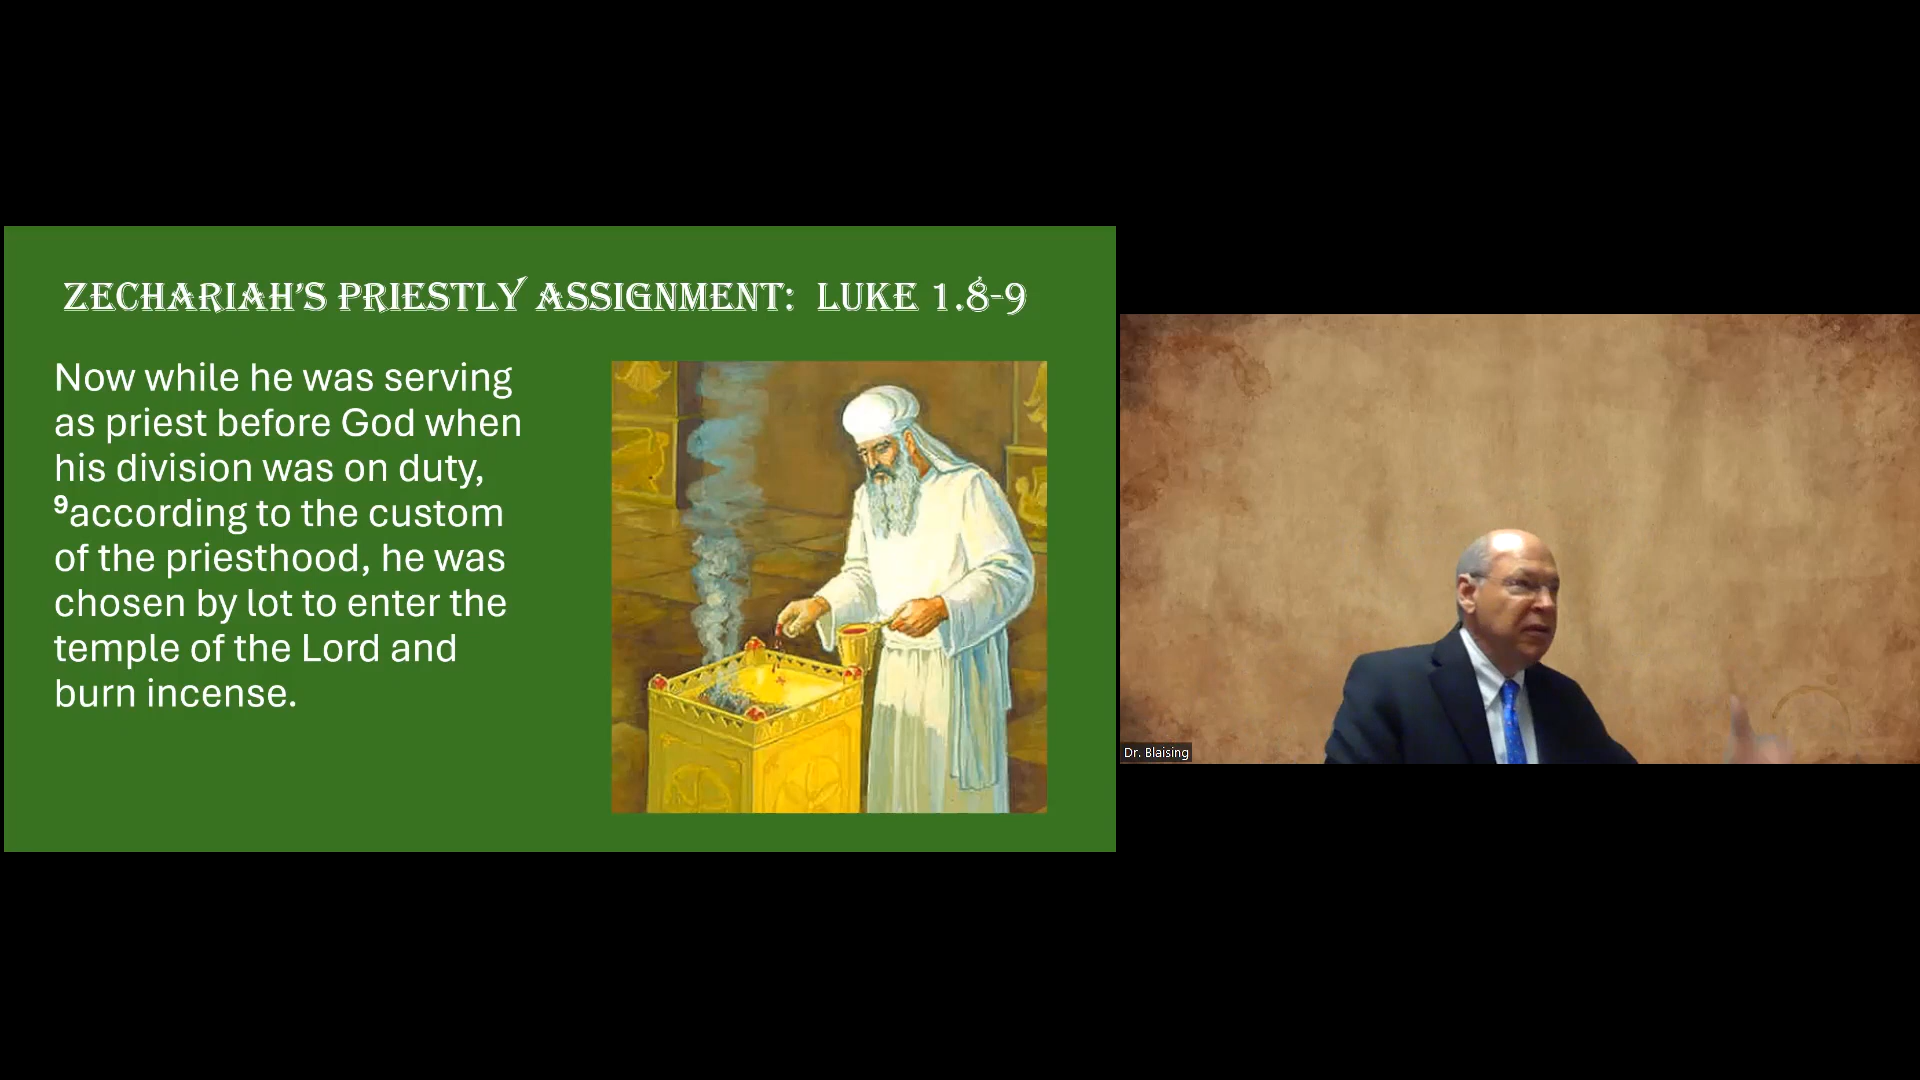 ZECHARIAH’S PRIESTLY ASSIGNMENT:  LUKE 1.8-9
Now while he was serving
as priest before God when
his division was on duty,
⁹according to the custom
of the priesthood, he was
chosen by lot to enter the
temple of the Lord and
burn incense.
Dr. Blaising